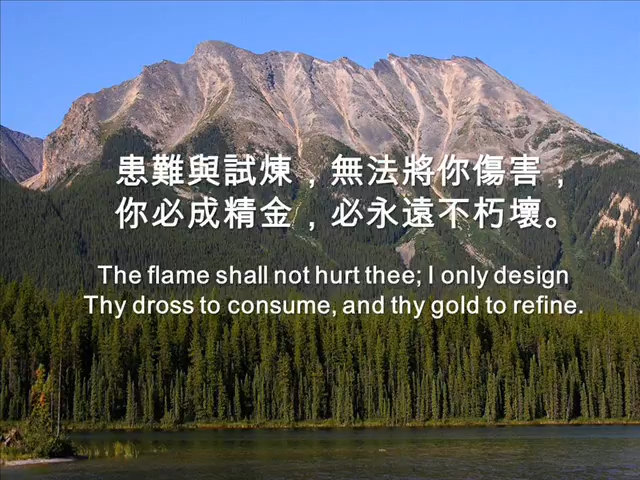 患難與試煉，無法將你傷害，
你必成精金，必永遠不朽壞。
The flame shall not hurt thee; I only design
Thy dross to consume, and thy gold to refine.